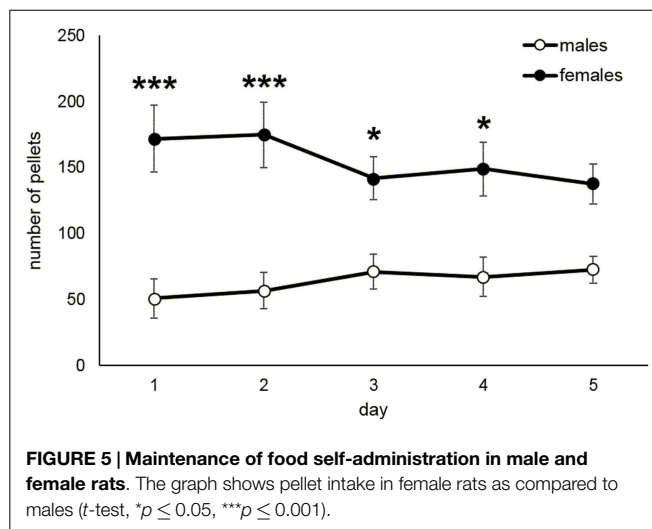 250
200
150
100
50
0
number of pellets
males
females
*** *** * *
1 2 3 4 5
day
FIGURE 5 | Maintenance of food self-administration in male and
female rats. The graph shows pellet intake in female rats as compared to
males (t-test, *p ≤ 0.05, ***p ≤ 0.001).